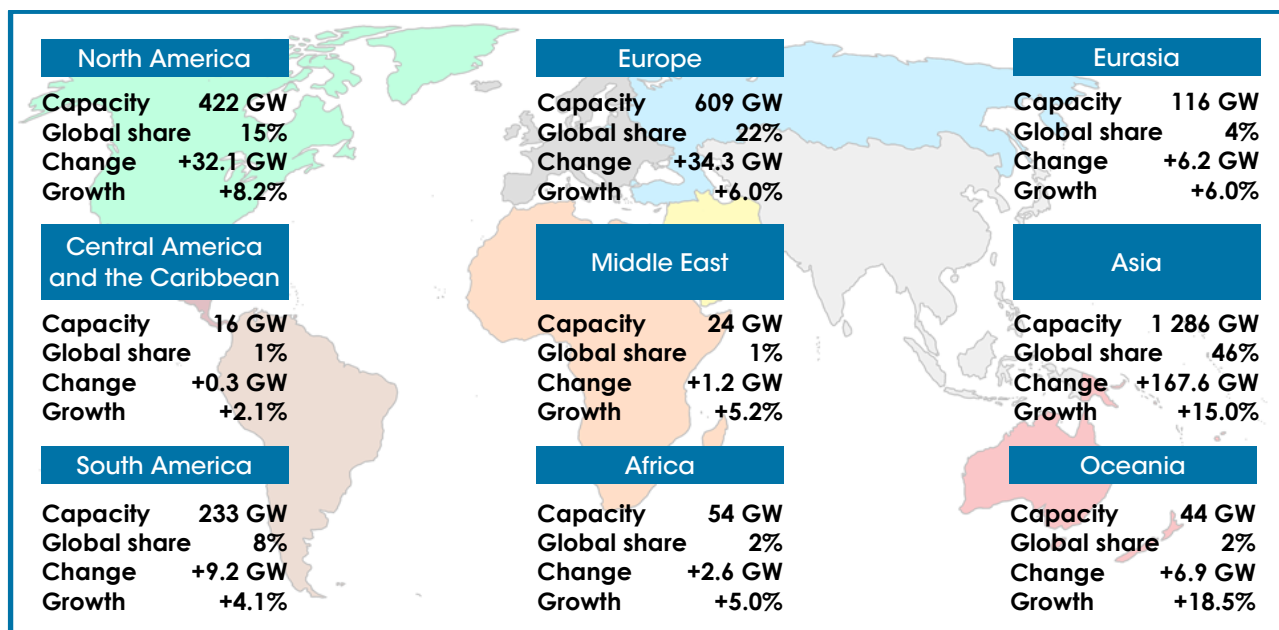 North America
Capacity 422 GW
Global share 15%
Change +32.1 GW
Growth +8.2%
Europe
Capacity 609 GW
Global share 22%
Change +34.3 GW
Growth +6.0%
Eurasia
Capacity 116 GW
Global share 4%
Change +6.2 GW
Growth +6.0%
Central America
and the Caribbean
Capacity 16 GW
Global share 1%
Change +0.3 GW
Growth +2.1%
Middle East
Capacity 24 GW
Global share 1%
Change +1.2 GW
Growth +5.2%
Asia
Capacity 1 286 GW
Global share 46%
Change +167.6 GW
Growth +15.0%
South America
Capacity 233 GW
Global share 8%
Change +9.2 GW
Growth +4.1%
Africa
Capacity 54 GW
Global share 2%
Change +2.6 GW
Growth +5.0%
Oceania
Capacity 44 GW
Global share 2%
Change +6.9 GW
Growth +18.5%